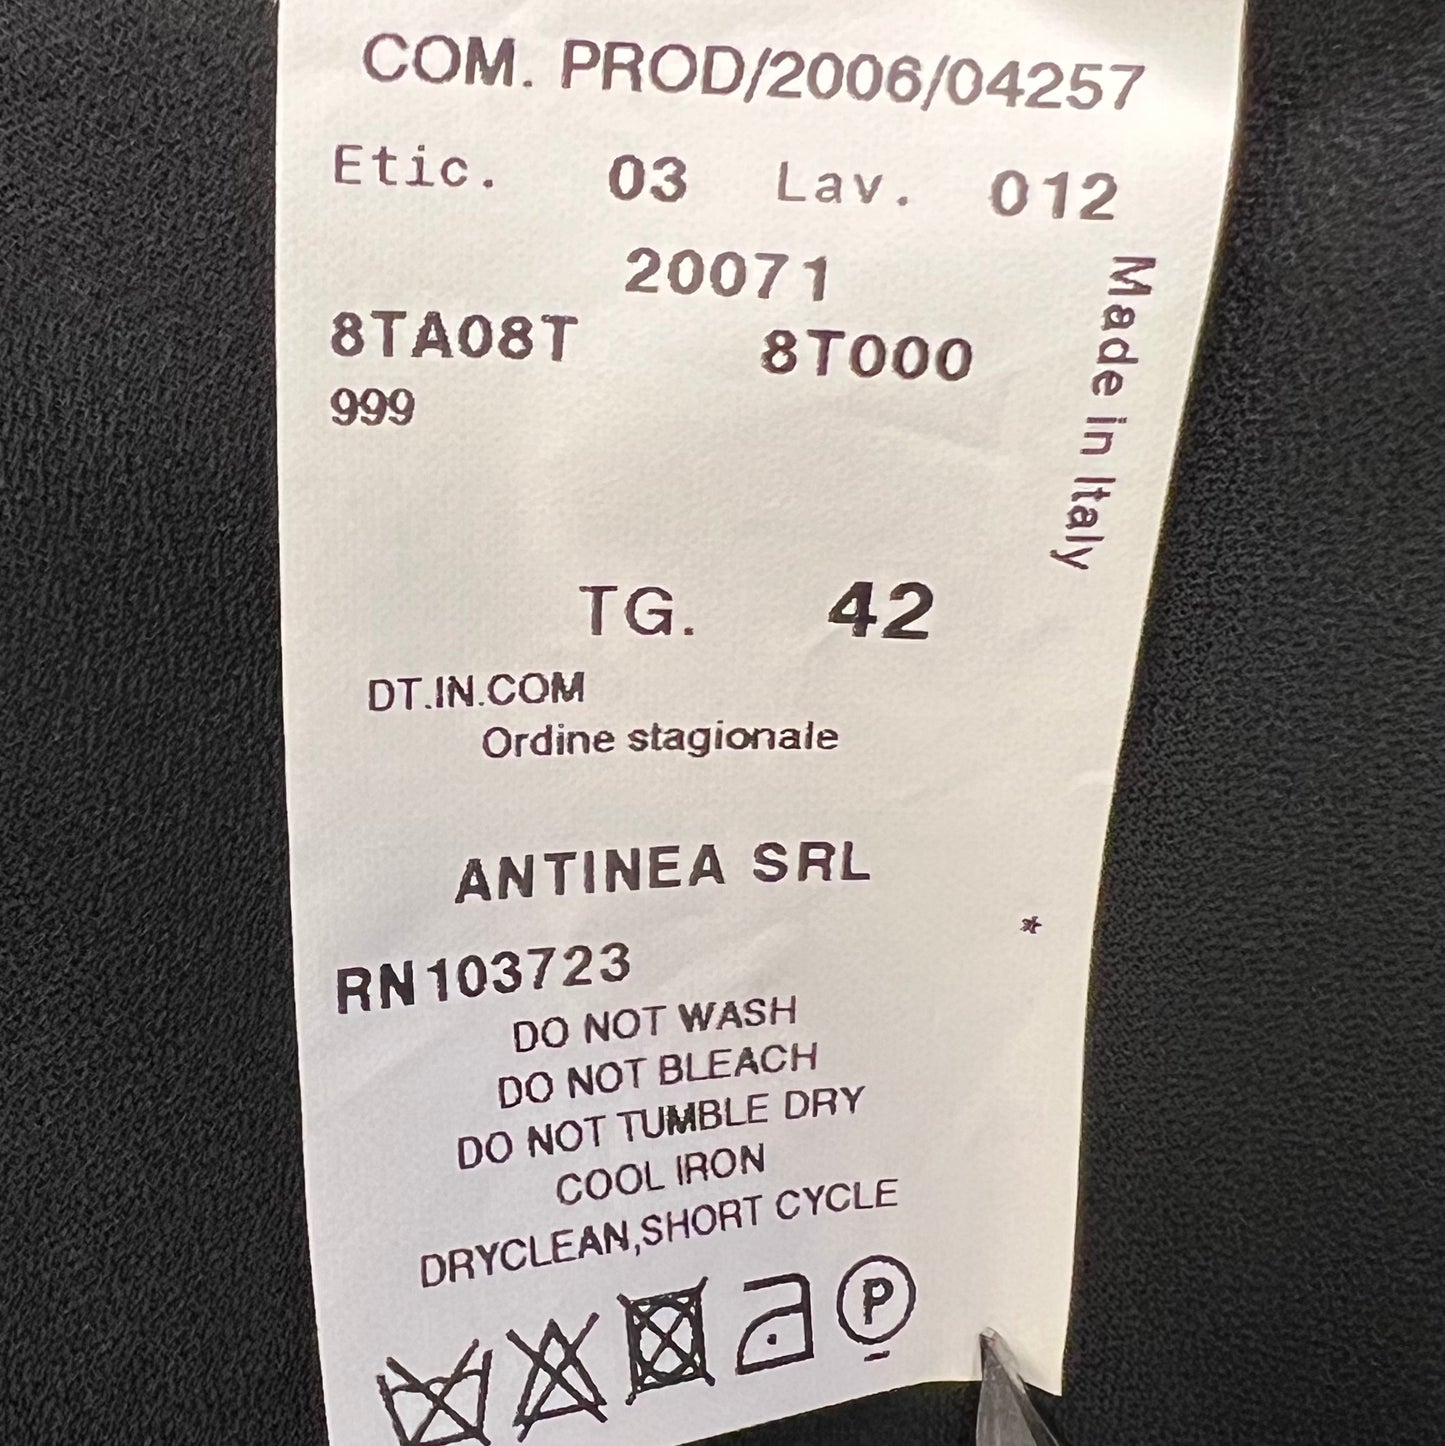 COM. PROD/2006/04257
Etic. 03 Lav. 012
20071
8TA08T 8T000
999
Made in Italy
TG. 42
DT.IN.COM
Ordine stagionale
ANTINEA SRL
*
RN103723
DO NOT WASH
DO NOT BLEACH
DO NOT TUMBLE DRY
COOL IRON
DRYCLEAN,SHORT CYCLE
P